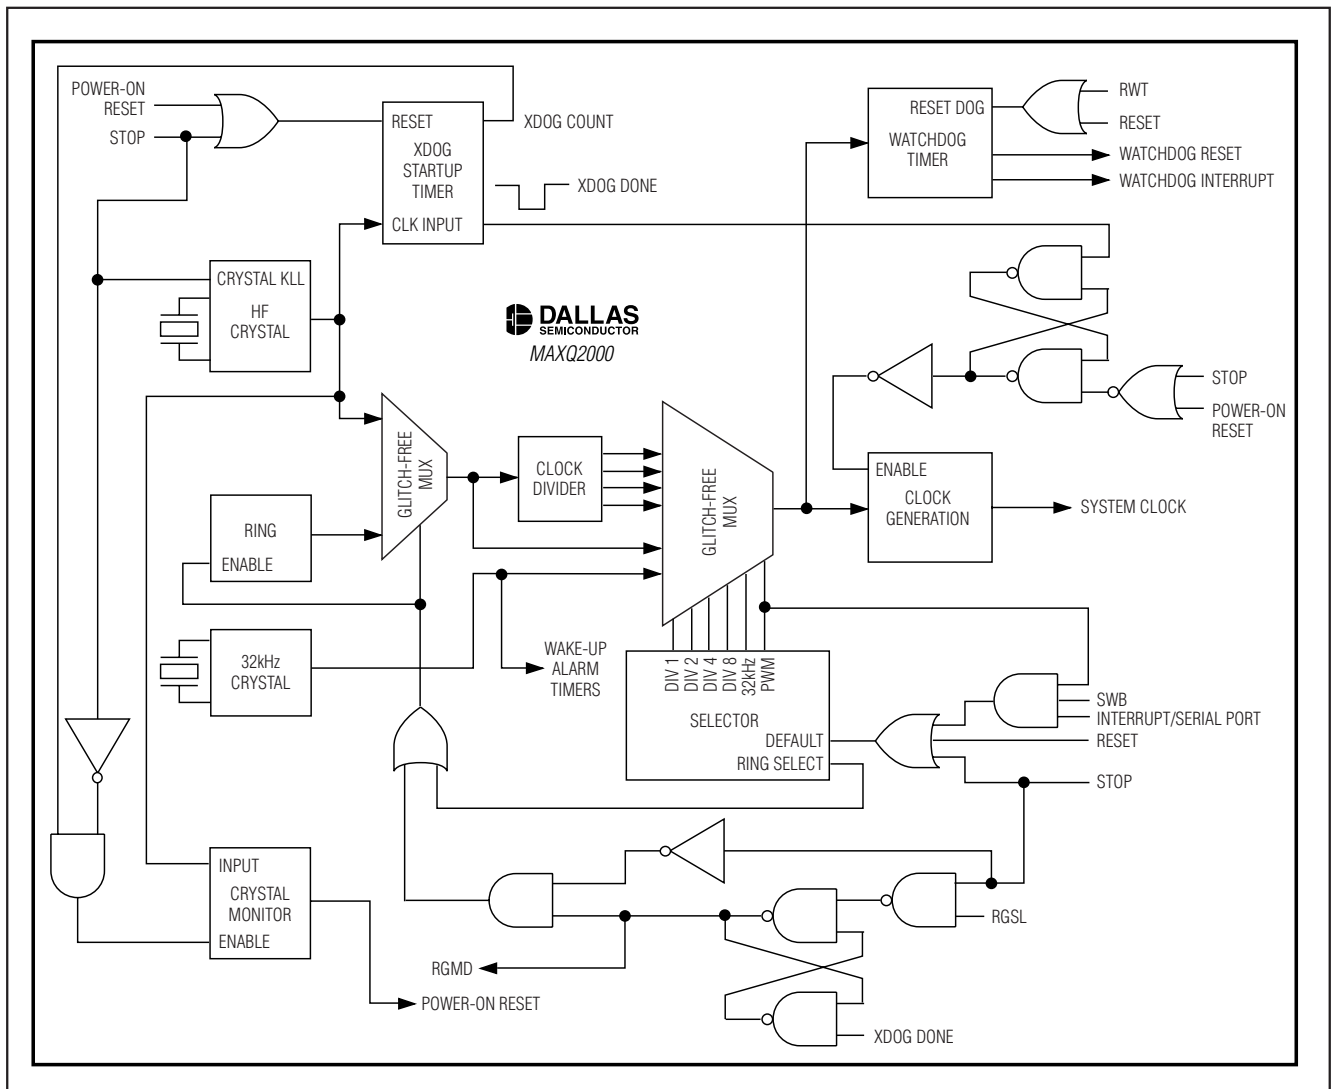 POWER-ON
RESET
STOP
RESET
XDOG
STARTUP
TIMER
CLK INPUT
XDOG COUNT
XDOG DONE
RESET DOG
WATCHDOG
TIMER
RWT
RESET
WATCHDOG RESET
WATCHDOG INTERRUPT
CRYSTAL KLL
HF
CRYSTAL
DALLAS
SEMICONDUCTOR
MAXQ2000
STOP
POWER-ON
RESET
GLITCH-FREE
MUX
CLOCK
DIVIDER
GLITCH-FREE
MUX
ENABLE
CLOCK
GENERATION
SYSTEM CLOCK
RING
ENABLE
32kHz
CRYSTAL
WAKE-UP
ALARM
TIMERS
DIV 1
DIV 2
DIV 4
DIV 8
32kHz
PWM
SELECTOR
DEFAULT
RING SELECT
SWB
INTERRUPT/SERIAL PORT
RESET
STOP
INPUT
CRYSTAL
MONITOR
ENABLE
RGSL
RGMD
POWER-ON RESET
XDOG DONE